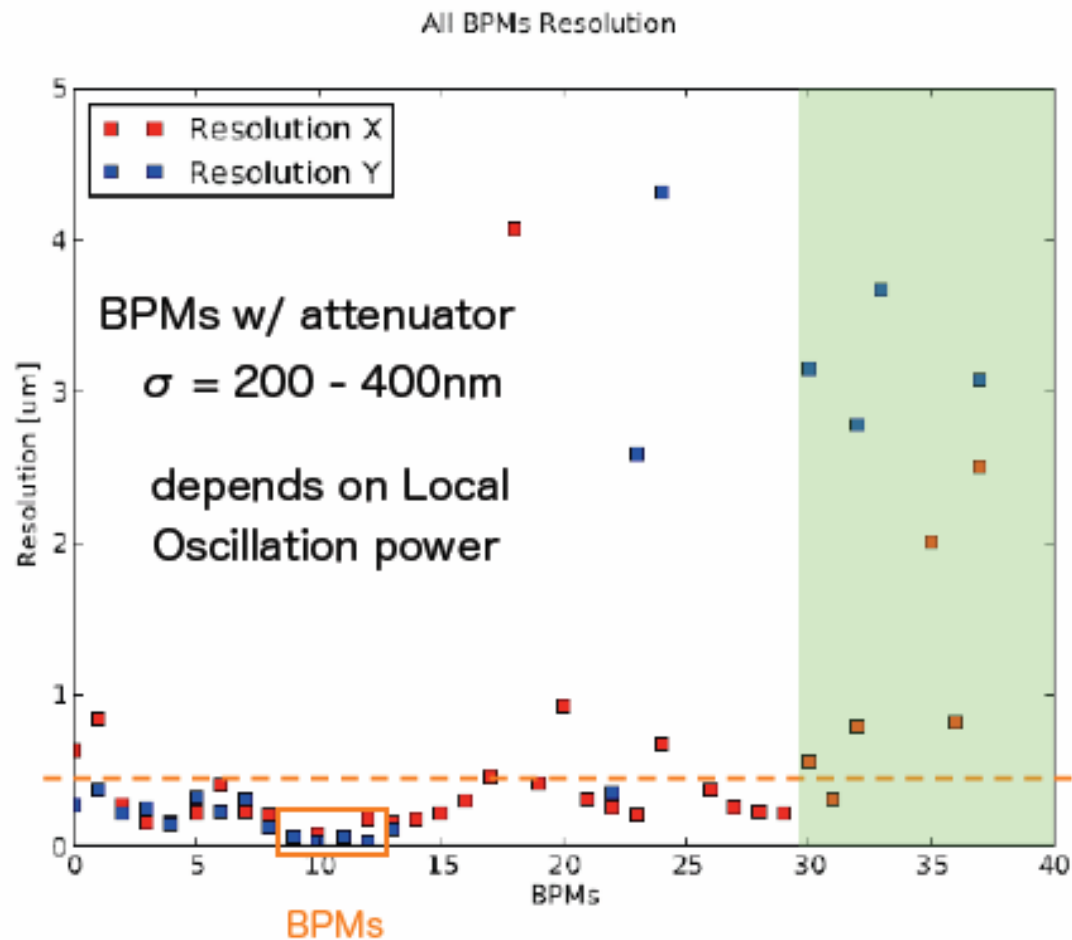 All BPMs Resolution
5
Resolution X
Resolution Y
4
BPMs w/ attenuator
σ = 200 - 400nm
3
Resolution [um]
depends on Local
Oscillation power
2
1
0
0 5 10 15 20 25 30 35 40
BPMs
BPMs